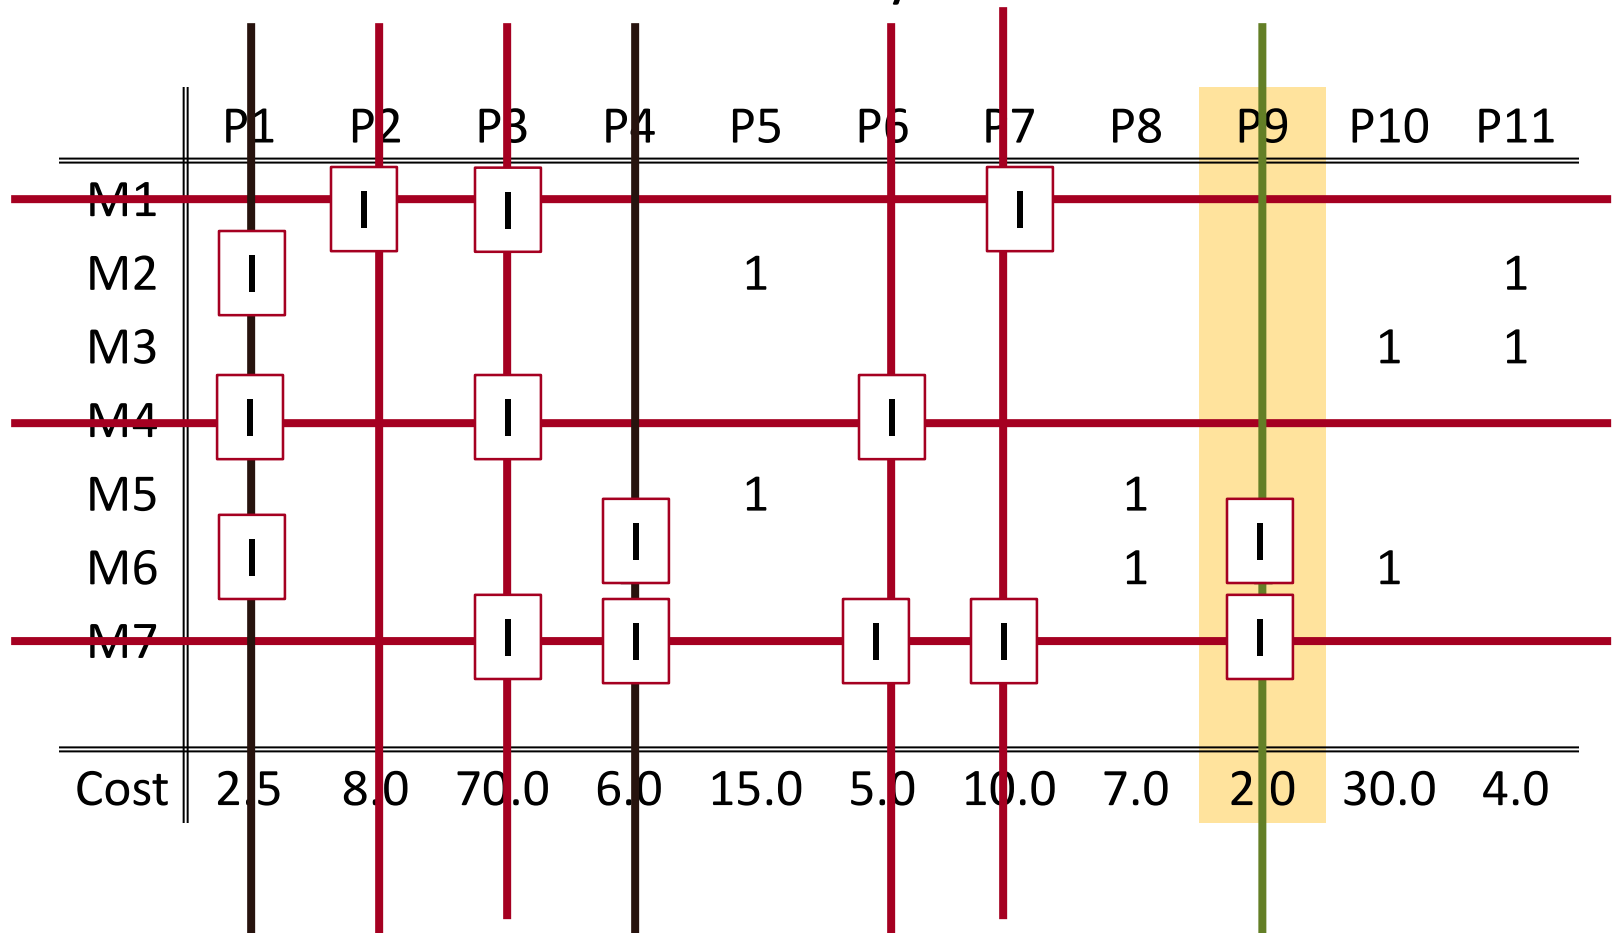 P1 P2 P3 P4 P5 P6 P7 P8 P9 P10 P11
M1 I I I
M2 I 1 1
M3 1 1
M4 I I I
M5 1 1
I I
M6 I 1 1
M7 I I I I I
Cost 2.5 8.0 70.0 6.0 15.0 5.0 10.0 7.0 2.0 30.0 4.0